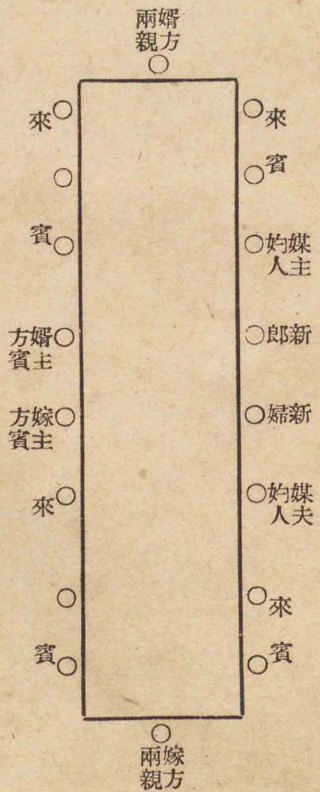 婿方
兩親
來
賓
媒妁
主人
新郎
新婦
媒妁
夫人
來
賓
來
賓
婿方
主賓
嫁方
主賓
來
賓
嫁方
兩親